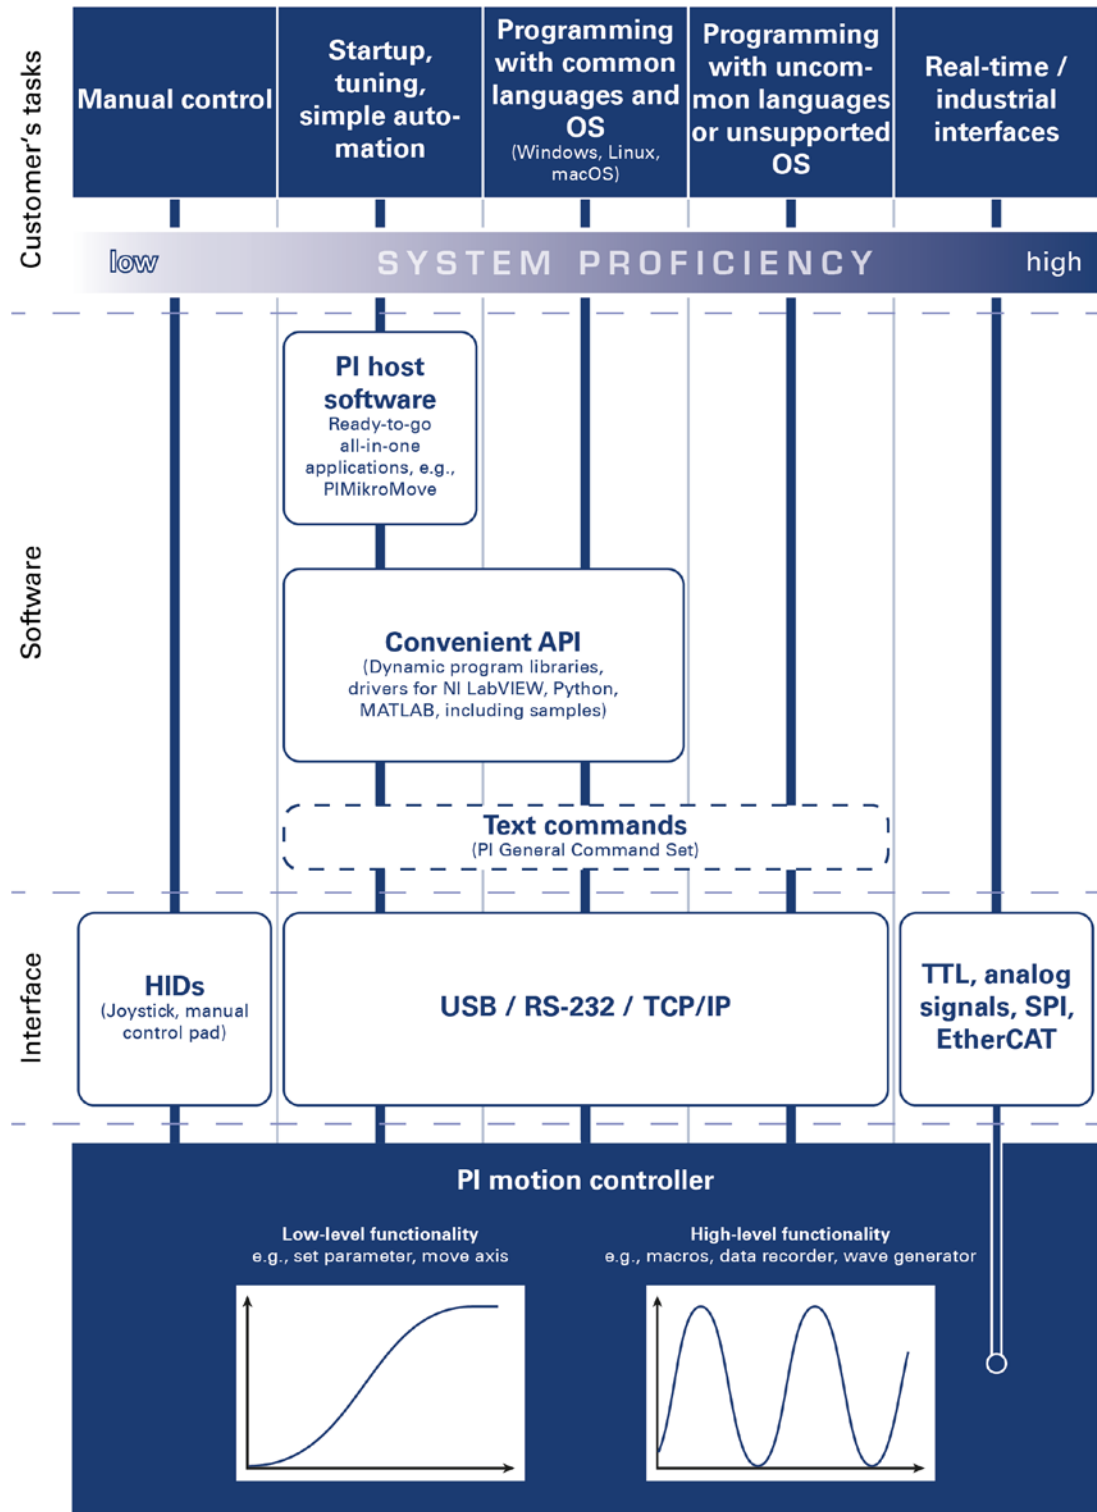 Customer's tasks
Manual control
Startup,
tuning,
simple auto-
mation
Programming
with common
languages and
OS
(Windows, Linux,
macOS)
Programming
with uncom-
mon languages
or unsupported
OS
Real-time /
industrial
interfaces
low
SYSTEM PROFICIENCY
high
Software
PI host
software
Ready-to-go
all-in-one
applications, e.g.,
PIMikroMove
Convenient API
(Dynamic program libraries,
drivers for NI LabVIEW, Python,
MATLAB, including samples)
Text commands
(PI General Command Set)
Interface
HIDs
(Joystick, manual
control pad)
USB / RS-232 / TCP/IP
TTL, analog
signals, SPI,
EtherCAT
PI motion controller
Low-level functionality
e.g., set parameter, move axis
High-level functionality
e.g., macros, data recorder, wave generator